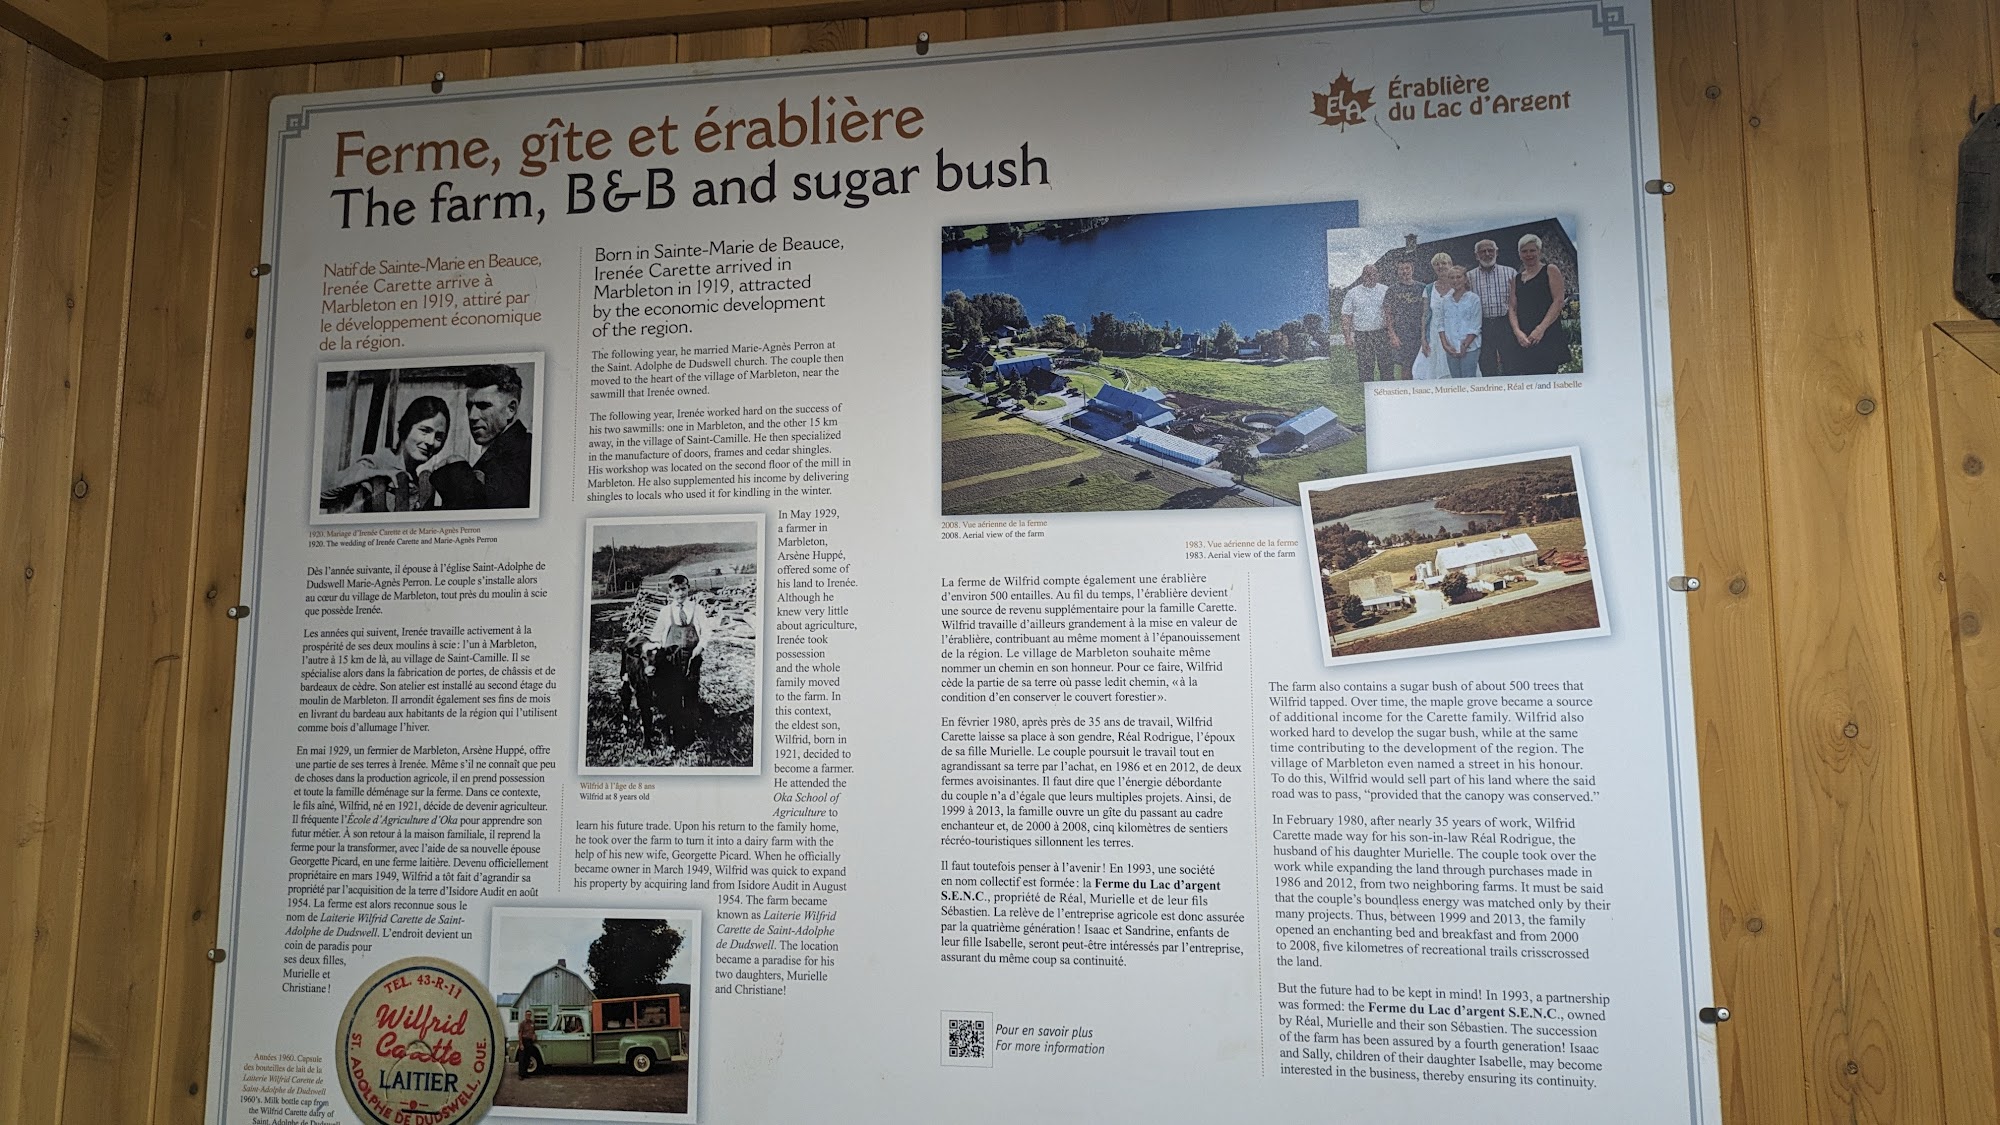 Érablière
du Lac d'Argent
ELA
Ferme, gîte et érablière
The farm, B&B and sugar bush
Natif de Sainte-Marie en Beauce,
Irenée Carette arrive à
Marbleton en 1919, attiré par
le développement économique
de la région.
1920. Mariage d'Irenée Carette et de Marie-Agnès Perron
1920. The wedding of Irenée Carette and Marie-Agnès Perron
Dès l'année suivante, il épouse à l'église Saint-Adolphe de
Dudswell Marie-Agnès Perron. Le couple s'installe alors
au cœur du village de Marbleton, tout près du moulin à scie
que possède Irenée.
Les années qui suivent, Irenée travaille activement à la
prospérité de ses deux moulins à scie : l'un à Marbleton,
l'autre à 15 km de là, au village de Saint-Camille. Il se
spécialise alors dans la fabrication de portes, de châssis et de
bardeaux de cèdre. Son atelier est installé au second étage du
moulin de Marbleton. Il arrondit également ses fins de mois
en livrant du bardeau aux habitants de la région qui l'utilisent
comme bois d'allumage l'hiver.
En mai 1929, un fermier de Marbleton, Arsène Huppé, offre
une partie de ses terres à Irenée. Même s'il ne connaît que peu
de choses dans la production agricole, il en prend possession
et toute la famille déménage sur la ferme. Dans ce contexte,
le fils aîné, Wilfrid, né en 1921, décide de devenir agriculteur.
Il fréquente l'École d'Agriculture d'Oka pour apprendre son
futur métier. À son retour à la maison familiale, il reprend la
ferme pour la transformer, avec l'aide de sa nouvelle épouse
Georgette Picard, en une ferme laitière. Devenu officiellement
propriétaire en mars 1949, Wilfrid a tôt fait d'agrandir sa
propriété par l'acquisition de la terre d'Isidore Audit en août
1954. La ferme est alors reconnue sous le
nom de Laiterie Wilfrid Carette de Saint-
Adolphe de Dudswell. L'endroit devient un
coin de paradis pour
ses deux filles,
Murielle et
Christiane !
Années 1960. Capsule
des bouteilles de lait de la
Laiterie Wilfrid Carette de
Saint-Adolphe de Dudswell
1960's. Milk bottle cap from
the Wilfrid Carette dairy of
Saint. Adolphe de Dudswell
TEL. 43-R-11
Wilfrid
Carette
LAITIER
ST. ADOLPHE DE DUDSWELL, QUE.
Born in Sainte-Marie de Beauce,
Irenée Carette arrived in
Marbleton in 1919, attracted
by the economic development
of the region.
The following year, he married Marie-Agnès Perron at
the Saint. Adolphe de Dudswell church. The couple then
moved to the heart of the village of Marbleton, near the
sawmill that Irenée owned.
The following year, Irenée worked hard on the success of
his two sawmills: one in Marbleton, and the other 15 km
away, in the village of Saint-Camille. He then specialized
in the manufacture of doors, frames and cedar shingles.
His workshop was located on the second floor of the mill in
Marbleton. He also supplemented his income by delivering
shingles to locals who used it for kindling in the winter.
Wilfrid à l'âge de 8 ans
Wilfrid at 8 years old
In May 1929,
a farmer in
Marbleton,
Arsène Huppé,
offered some of
his land to Irenée.
Although he
knew very little
about agriculture,
Irenée took
possession
and the whole
family moved
to the farm. In
this context,
the eldest son,
Wilfrid, born in
1921, decided to
become a farmer.
He attended the
Oka School of
Agriculture to
learn his future trade. Upon his return to the family home,
he took over the farm to turn it into a dairy farm with the
help of his new wife, Georgette Picard. When he officially
became owner in March 1949, Wilfrid was quick to expand
his property by acquiring land from Isidore Audit in August
1954. The farm became
known as Laiterie Wilfrid
Carette de Saint-Adolphe
de Dudswell. The location
became a paradise for his
two daughters, Murielle
and Christiane!
Sébastien, Isaac, Murielle, Sandrine, Réal et /and Isabelle
2008. Vue aérienne de la ferme
2008. Aerial view of the farm
1983. Vue aérienne de la ferme
1983. Aerial view of the farm
La ferme de Wilfrid compte également une érablière
d'environ 500 entailles. Au fil du temps, l'érablière devient
une source de revenu supplémentaire pour la famille Carette.
Wilfrid travaille d'ailleurs grandement à la mise en valeur de
l'érablière, contribuant au même moment à l'épanouissement
de la région. Le village de Marbleton souhaite même
nommer un chemin en son honneur. Pour ce faire, Wilfrid
cède la partie de sa terre où passe ledit chemin, « à la
condition d'en conserver le couvert forestier ».
En février 1980, après près de 35 ans de travail, Wilfrid
Carette laisse sa place à son gendre, Réal Rodrigue, l'époux
de sa fille Murielle. Le couple poursuit le travail tout en
agrandissant sa terre par l'achat, en 1986 et en 2012, de deux
fermes avoisinantes. Il faut dire que l'énergie débordante
du couple n'a d'égale que leurs multiples projets. Ainsi, de
1999 à 2013, la famille ouvre un gîte du passant au cadre
enchanteur et, de 2000 à 2008, cinq kilomètres de sentiers
récréo-touristiques sillonnent les terres.
Il faut toutefois penser à l'avenir ! En 1993, une société
en nom collectif est formée : la Ferme du Lac d'argent
S.E.N.C., propriété de Réal, Murielle et de leur fils
Sébastien. La relève de l'entreprise agricole est donc assurée
par la quatrième génération ! Isaac et Sandrine, enfants de
leur fille Isabelle, seront peut-être intéressés par l'entreprise,
assurant du même coup sa continuité.
Pour en savoir plus
For more information
The farm also contains a sugar bush of about 500 trees that
Wilfrid tapped. Over time, the maple grove became a source
of additional income for the Carette family. Wilfrid also
worked hard to develop the sugar bush, while at the same
time contributing to the development of the region. The
village of Marbleton even named a street in his honour.
To do this, Wilfrid would sell part of his land where the said
road was to pass, "provided that the canopy was conserved."
In February 1980, after nearly 35 years of work, Wilfrid
Carette made way for his son-in-law Réal Rodrigue, the
husband of his daughter Murielle. The couple took over the
work while expanding the land through purchases made in
1986 and 2012, from two neighboring farms. It must be said
that the couple's boundless energy was matched only by their
many projects. Thus, between 1999 and 2013, the family
opened an enchanting bed and breakfast and from 2000
to 2008, five kilometres of recreational trails crisscrossed
the land.
But the future had to be kept in mind! In 1993, a partnership
was formed: the Ferme du Lac d'argent S.E.N.C., owned
by Réal, Murielle and their son Sébastien. The succession
of the farm has been assured by a fourth generation! Isaac
and Sally, children of their daughter Isabelle, may become
interested in the business, thereby ensuring its continuity.